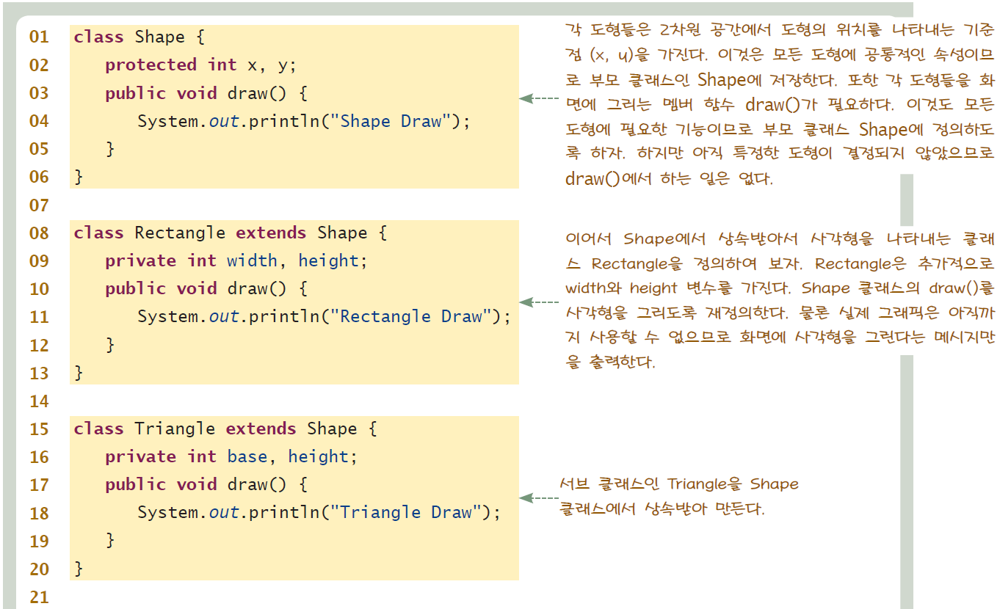 01 class Shape {
02 protected int x, y;
03 public void draw() {
04 System.out.println("Shape Draw");
05 }
06 }
07
각 도형들은 2차원 공간에서 도형의 위치를 나타내는 기준
점 (x, y)을 가진다. 이것은 모든 도형에 공통적인 속성이므
로 부모 클래스인 Shape에 저장한다. 또한 각 도형들을 화
면에 그리는 멤버 함수 draw()가 필요하다. 이것도 모든
도형에 필요한 기능이므로 부모 클래스 Shape에 정의하도
록 하자. 하지만 아직 특정한 도형이 결정되지 않았으므로
draw()에서 하는 일은 없다.
08 class Rectangle extends Shape {
09 private int width, height;
10 public void draw() {
11 System.out.println("Rectangle Draw");
12 }
13 }
14
이어서 Shape에서 상속받아서 사각형을 나타내는 클래
스 Rectangle을 정의하여 보자. Rectangle은 추가적으로
width와 height 변수를 가진다. Shape 클래스의 draw()를
사각형을 그리도록 재정의한다. 물론 실제 그래픽은 아직까
지 사용할 수 없으므로 화면에 사각형을 그린다는 메시지만
을 출력한다.
15 class Triangle extends Shape {
16 private int base, height;
17 public void draw() {
18 System.out.println("Triangle Draw");
19 }
20 }
21
서브 클래스인 Triangle을 Shape
클래스에서 상속받아 만든다.